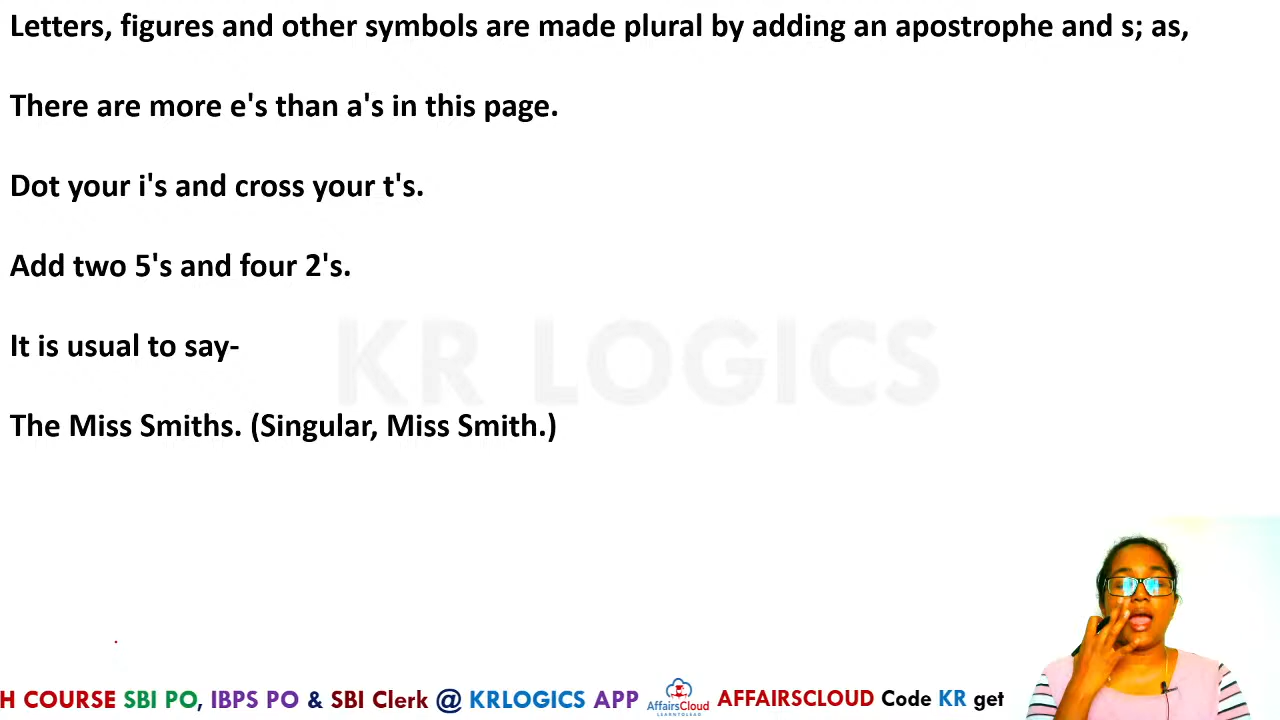 Letters, figures and other symbols are made plural by adding an apostrophe and s; as,
There are more e's than a's in this page.
Dot your i's and cross your t's.
Add two 5's and four 2's.
It is usual to say-
KR LOGICS
The Miss Smiths. (Singular, Miss Smith.)
H COURSE SBI PO, IBPS PO & SBI Clerk @ KRLOGICS APP AffairsCloud LEARNTOLEAD AFFAIRSCLOUD Code KR get